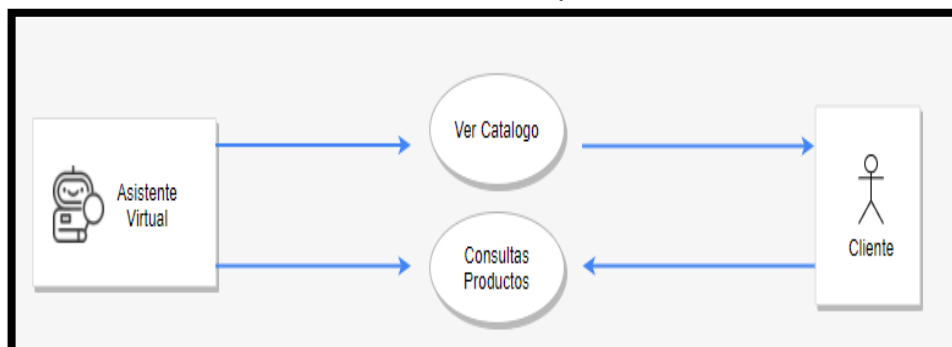 Ver Catalogo
Asistente
Virtual
Consultas
Productos
Cliente